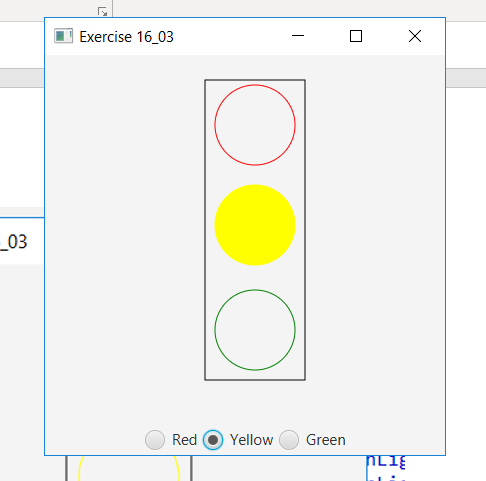 Exercise 16_03
_03
Red Yellow Green